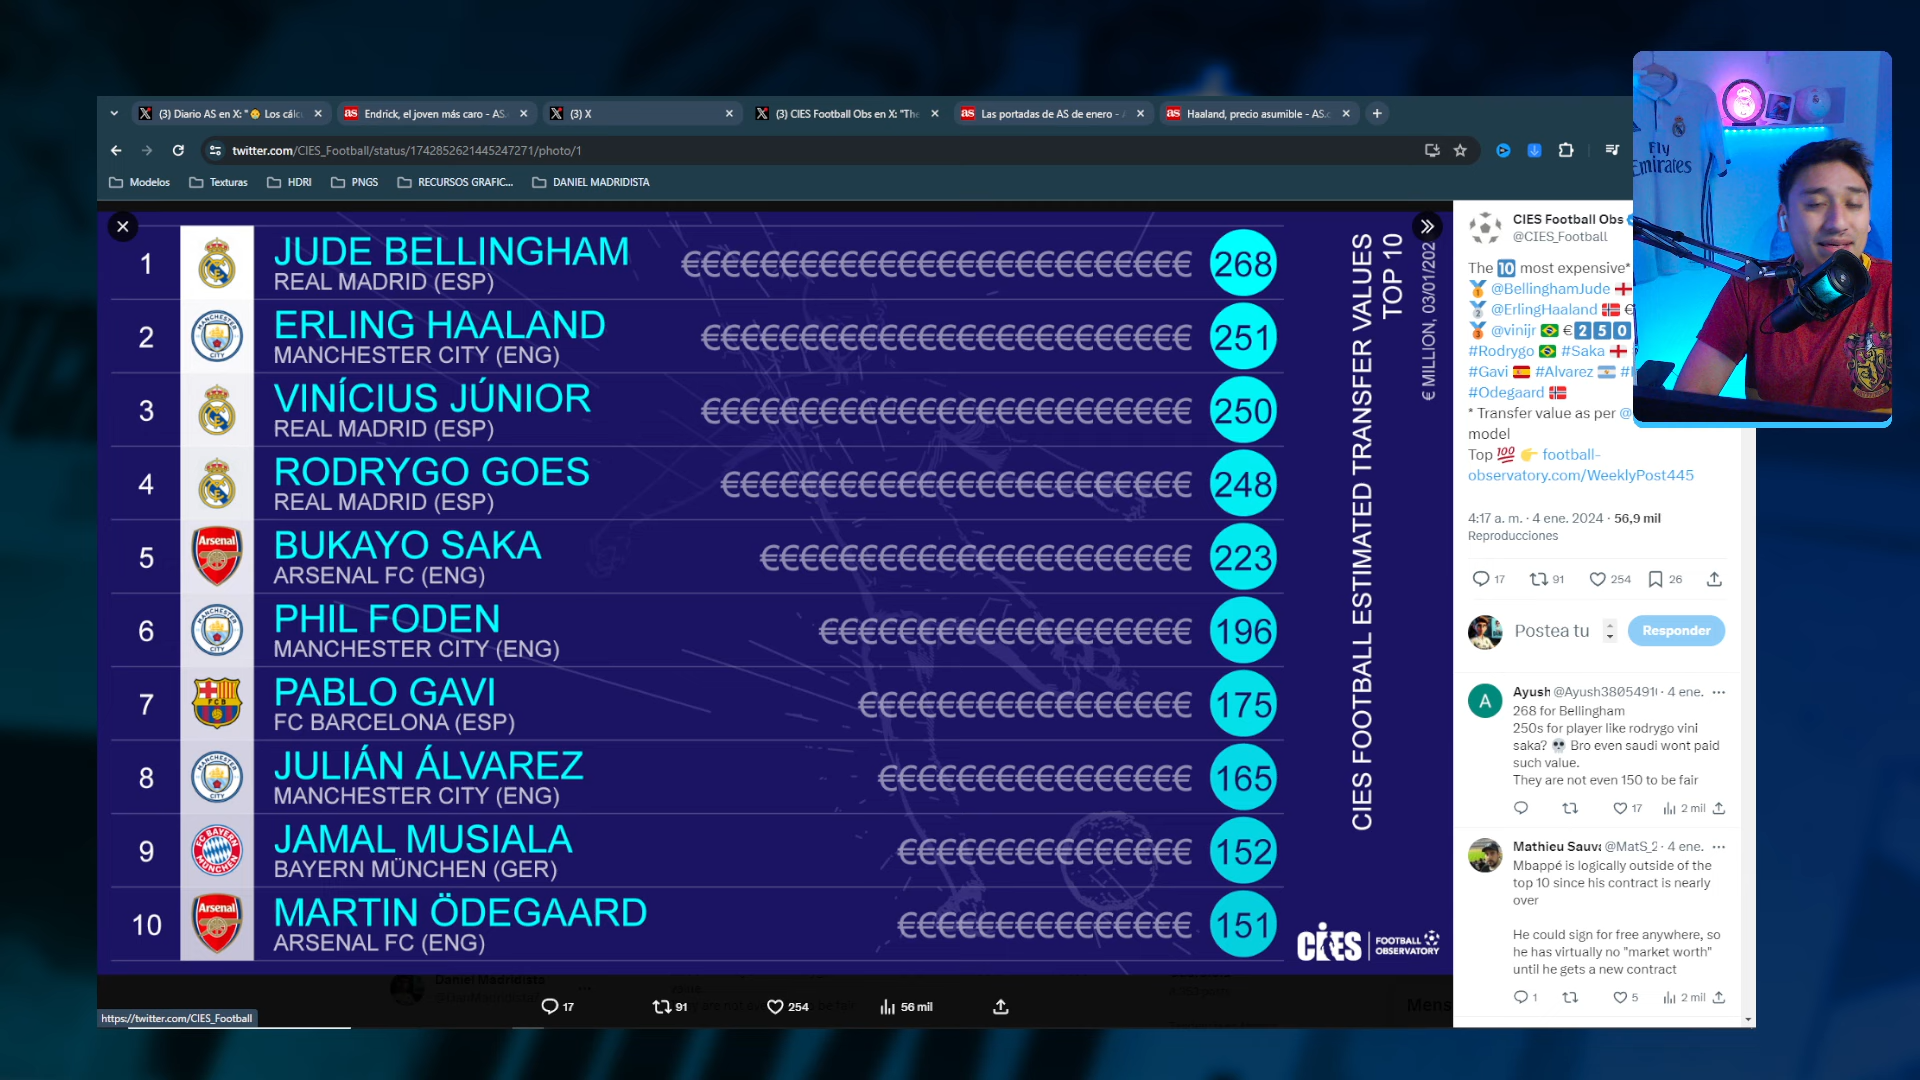 (3) Diario AS en X: " Los cálc
Endrick, el joven más caro - AS.
(3) X
(3) CIES Football Obs en X: "The
Las portadas de AS de enero - A
Haaland, precio asumible - AS.c
twitter.com/CIES_Football/status/1742852621445247271/photo/1
Modelos
Texturas
HDRI
PNGS
RECURSOS GRAFIC...
DANIEL MADRIDISTA
1
JUDE BELLINGHAM
REAL MADRID (ESP)
€€€€€€€€€€€€€€€€€€€€€€€€€€
268
2
ERLING HAALAND
MANCHESTER CITY (ENG)
€€€€€€€€€€€€€€€€€€€€€€€€€
251
3
VINÍCIUS JÚNIOR
REAL MADRID (ESP)
€€€€€€€€€€€€€€€€€€€€€€€€€
250
4
RODRYGO GOES
REAL MADRID (ESP)
€€€€€€€€€€€€€€€€€€€€€€€€
248
5
Arsenal
BUKAYO SAKA
ARSENAL FC (ENG)
€€€€€€€€€€€€€€€€€€€€€€
223
6
PHIL FODEN
MANCHESTER CITY (ENG)
€€€€€€€€€€€€€€€€€€€
196
7
PABLO GAVI
FC BARCELONA (ESP)
€€€€€€€€€€€€€€€€€
175
8
JULIÁN ÁLVAREZ
MANCHESTER CITY (ENG)
€€€€€€€€€€€€€€€€
165
9
JAMAL MUSIALA
BAYERN MÜNCHEN (GER)
€€€€€€€€€€€€€€€
152
10
Arsenal
MARTIN ÖDEGAARD
ARSENAL FC (ENG)
€€€€€€€€€€€€€€€
151
CIES FOOTBALL ESTIMATED TRANSFER VALUES
TOP 10
€ MILLION, 03/01/202
CIES
FOOTBALL
OBSERVATORY
17
91
254
56 mil
https://twitter.com/CIES_Football
CIES Football Obs
@CIES_Football
The 10 most expensive*
🥇 @BellinghamJude
🥈 @ErlingHaaland €
🥉 @vinijr €250
#Rodrygo #Saka
#Gavi #Alvarez
#Odegaard
* Transfer value as per @
model
Top 💯 👉 football-
observatory.com/WeeklyPost445
4:17 a. m. · 4 ene. 2024 · 56,9 mil
Reproducciones
17
91
254
26
Postea tu
Responder
A
Ayush @Ayush3805491 · 4 ene.
268 for Bellingham
250s for player like rodrygo vini
saka? 💀 Bro even saudi wont paid
such value.
They are not even 150 to be fair
17
2 mil
Mathieu Sauva @MatS_2 · 4 ene.
Mbappé is logically outside of the
top 10 since his contract is nearly
over
He could sign for free anywhere, so
he has virtually no "market worth"
until he gets a new contract
1
5
2 mil
Fly
Emirates